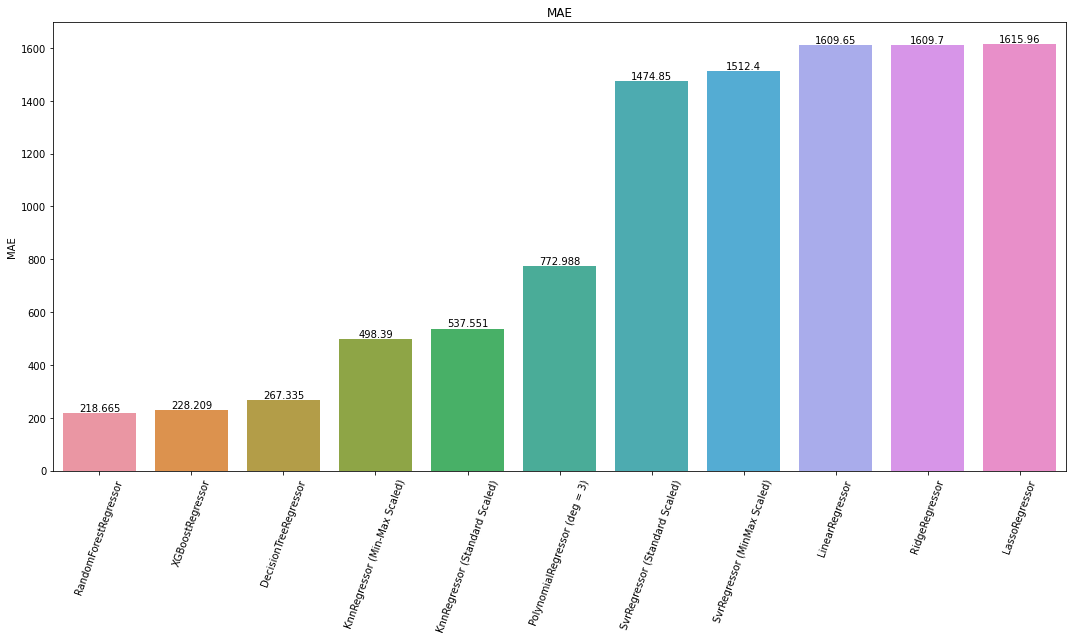 MAE
1600
1400
1200
1000
800
600
400
200
0
MAE
218.665
228.209
267.335
498.39
537.551
772.988
1474.85
1512.4
1609.65
1609.7
1615.96
RandomForestRegressor
XGBoostRegressor
DecisionTreeRegressor
KnnRegressor (Min-Max Scaled)
KnnRegressor (Standard Scaled)
PolynomialRegressor (deg = 3)
SvrRegressor (Standard Scaled)
SvrRegressor (MinMax Scaled)
LinearRegressor
RidgeRegressor
LassoRegressor